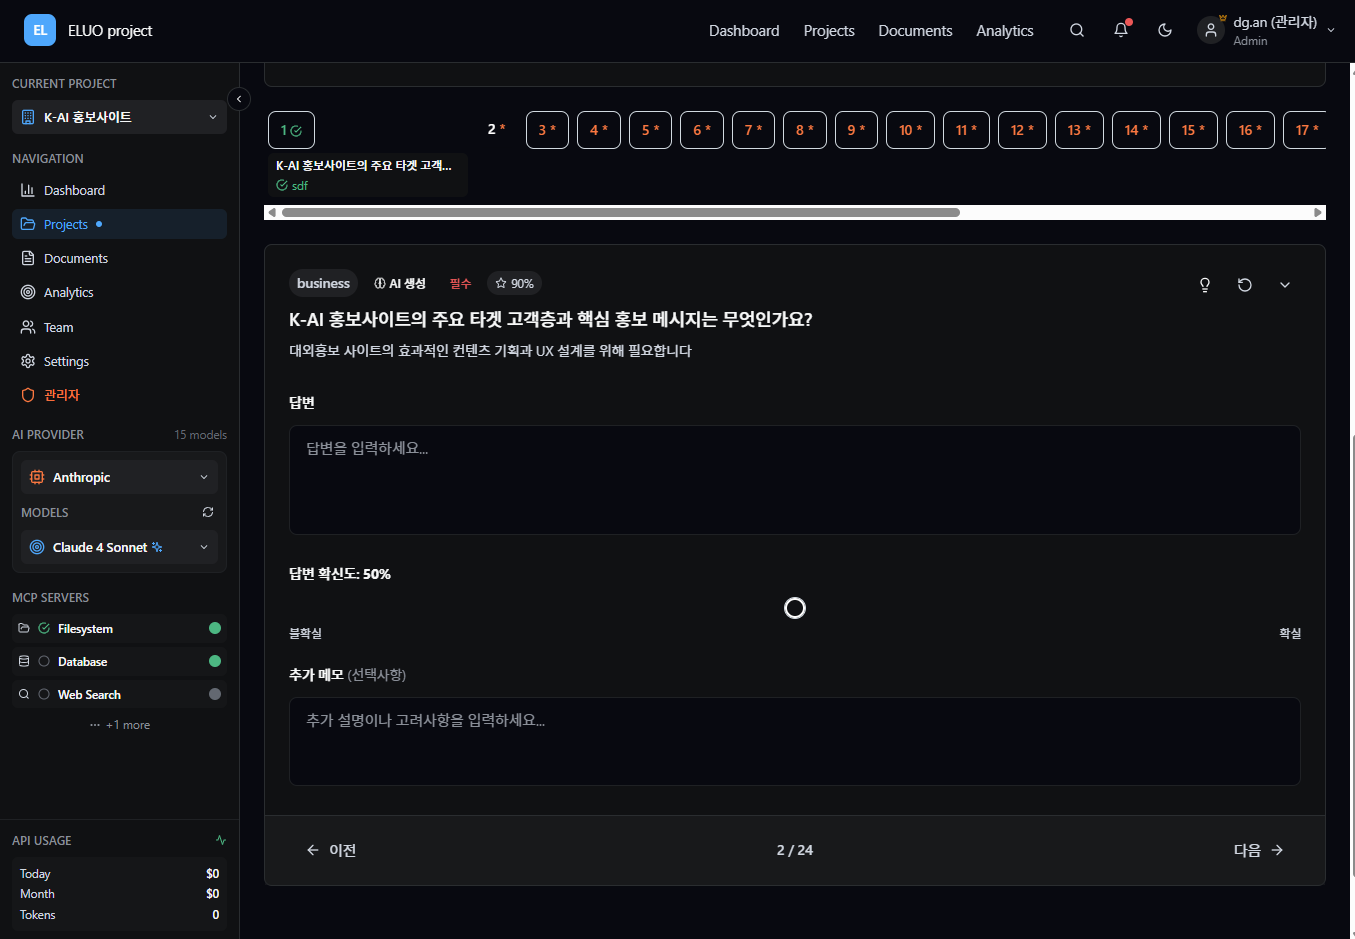 EL ELUO project
Dashboard Projects Documents Analytics
dg.an (관리자)
Admin
CURRENT PROJECT
K-AI 홍보사이트
NAVIGATION
Dashboard
Projects
Documents
Analytics
Team
Settings
관리자
AI PROVIDER 15 models
Anthropic
MODELS
Claude 4 Sonnet
MCP SERVERS
Filesystem
Database
Web Search
··· +1 more
API USAGE
Today $0
Month $0
Tokens 0
1 2 * 3 * 4 * 5 * 6 * 7 * 8 * 9 * 10 * 11 * 12 * 13 * 14 * 15 * 16 * 17 *
K-AI 홍보사이트의 주요 타겟 고객...
sdf
business AI 생성 필수 90%
K-AI 홍보사이트의 주요 타겟 고객층과 핵심 홍보 메시지는 무엇인가요?
대외홍보 사이트의 효과적인 컨텐츠 기획과 UX 설계를 위해 필요합니다
답변
답변을 입력하세요...
답변 확신도: 50%
불확실 확실
추가 메모 (선택사항)
추가 설명이나 고려사항을 입력하세요...
← 이전 2 / 24 다음 →